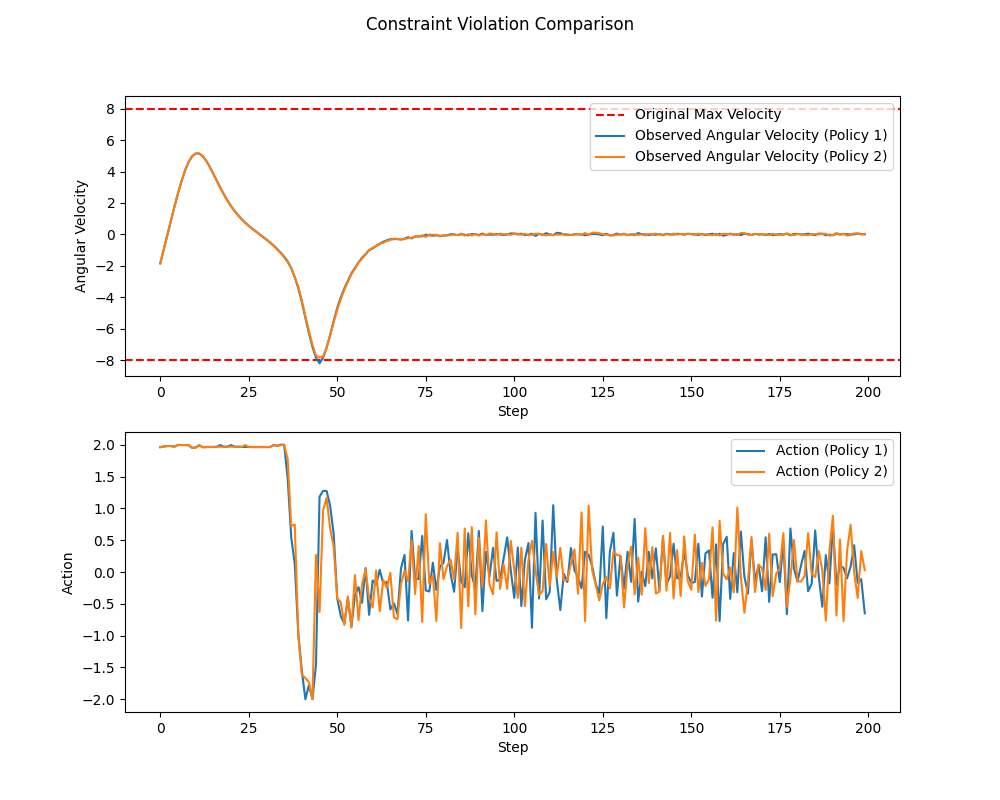 Constraint Violation Comparison
8
6
4
2
0
−2
−4
−6
−8
Angular Velocity
Original Max Velocity
Observed Angular Velocity (Policy 1)
Observed Angular Velocity (Policy 2)
0 25 50 75 100 125 150 175 200
Step
2.0
1.5
1.0
0.5
0.0
−0.5
−1.0
−1.5
−2.0
Action
Action (Policy 1)
Action (Policy 2)
0 25 50 75 100 125 150 175 200
Step